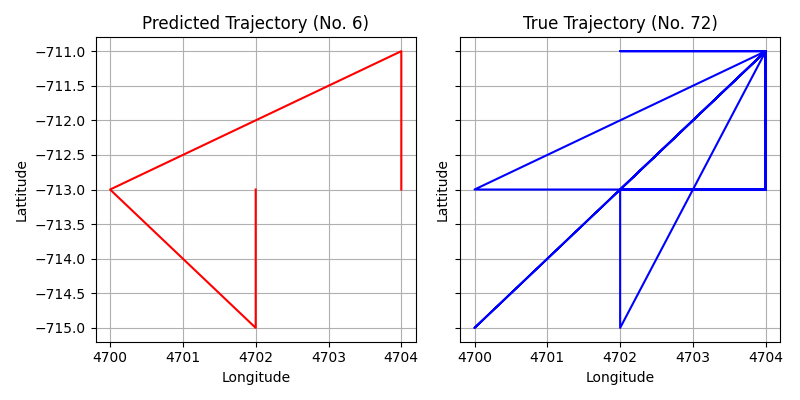 Predicted Trajectory (No. 6)
True Trajectory (No. 72)
Lattitude
−711.0
−711.5
−712.0
−712.5
−713.0
−713.5
−714.0
−714.5
−715.0
4700 4701 4702 4703 4704
Longitude
Lattitude
4700 4701 4702 4703 4704
Longitude